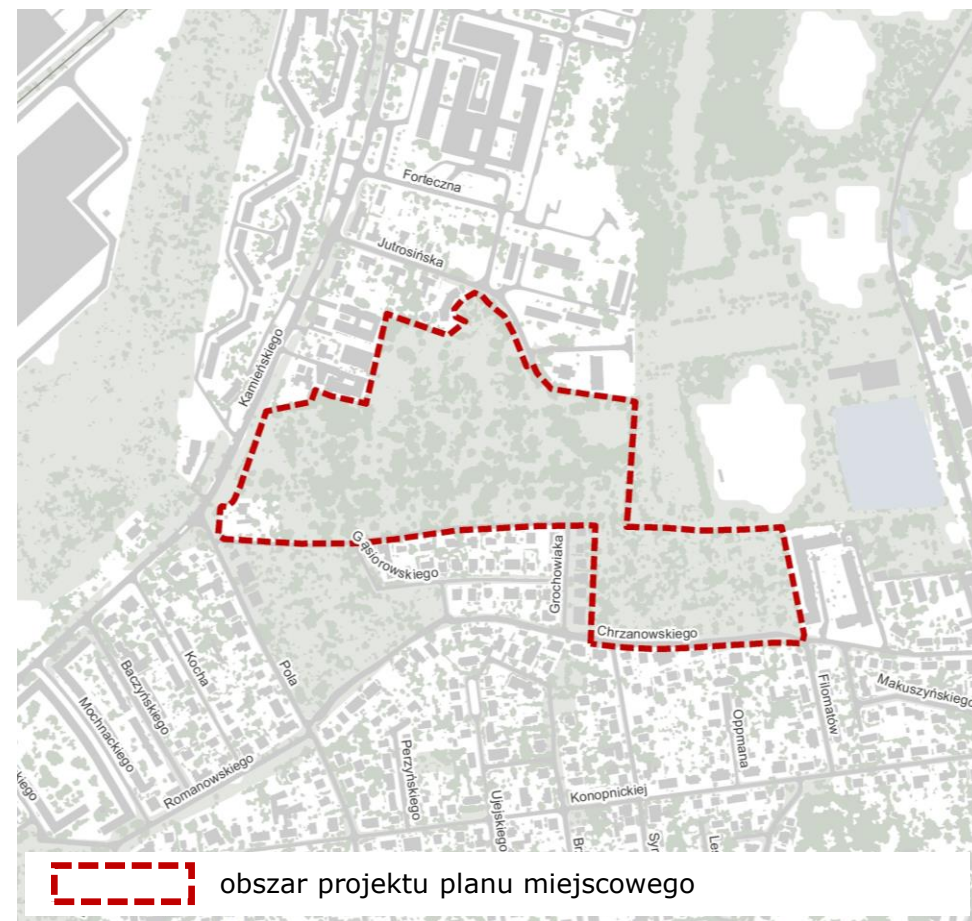 Forteczna
Jutrosińska
Kamieńskiego
Gąsiorowskiego
Grochowiaka
Chrzanowskiego
Pola
Kocha
Baczyńskiego
Mochnackiego
Romanowskiego
Perzyńskiego
Ujejskiego
Konopnickiej
Oppmana
Filomatów
Makuszyńskiego
obszar projektu planu miejscowego